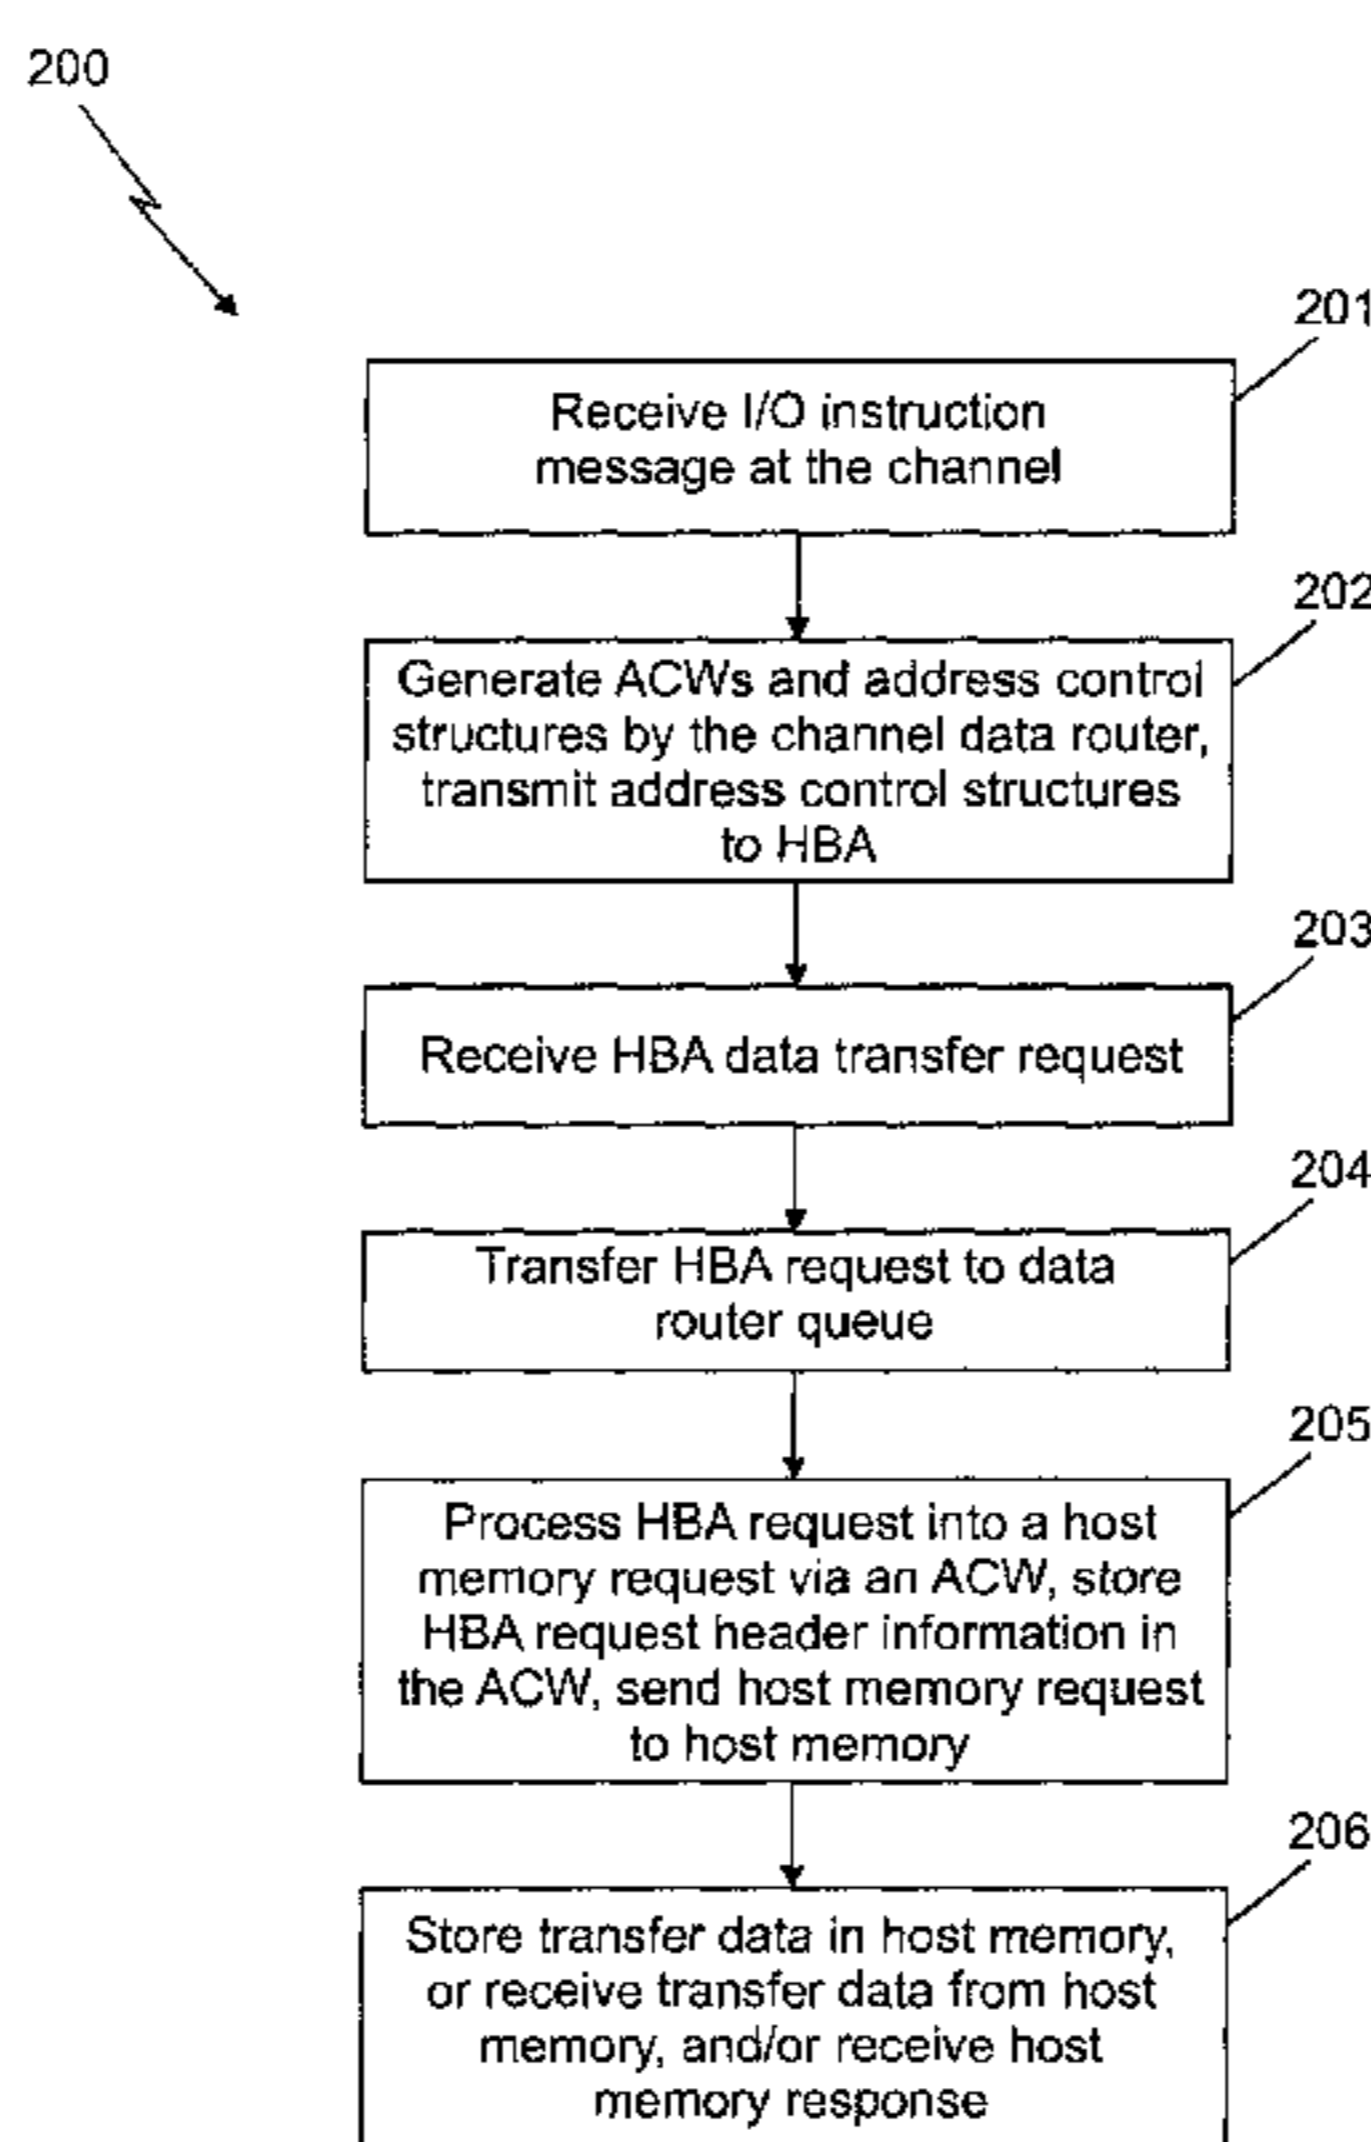 200
201
Receive I/O instruction
message at the channel
202
Generate ACWs and address control
structures by the channel data router,
transmit address control structures
to HBA
203
Receive HBA data transfer request
204
Transfer HBA request to data
router queue
205
Process HBA request into a host
memory request via an ACW, store
HBA request header information in
the ACW, send host memory request
to host memory
206
Store transfer data in host memory,
or receive transfer data from host
memory, and/or receive host
memory response